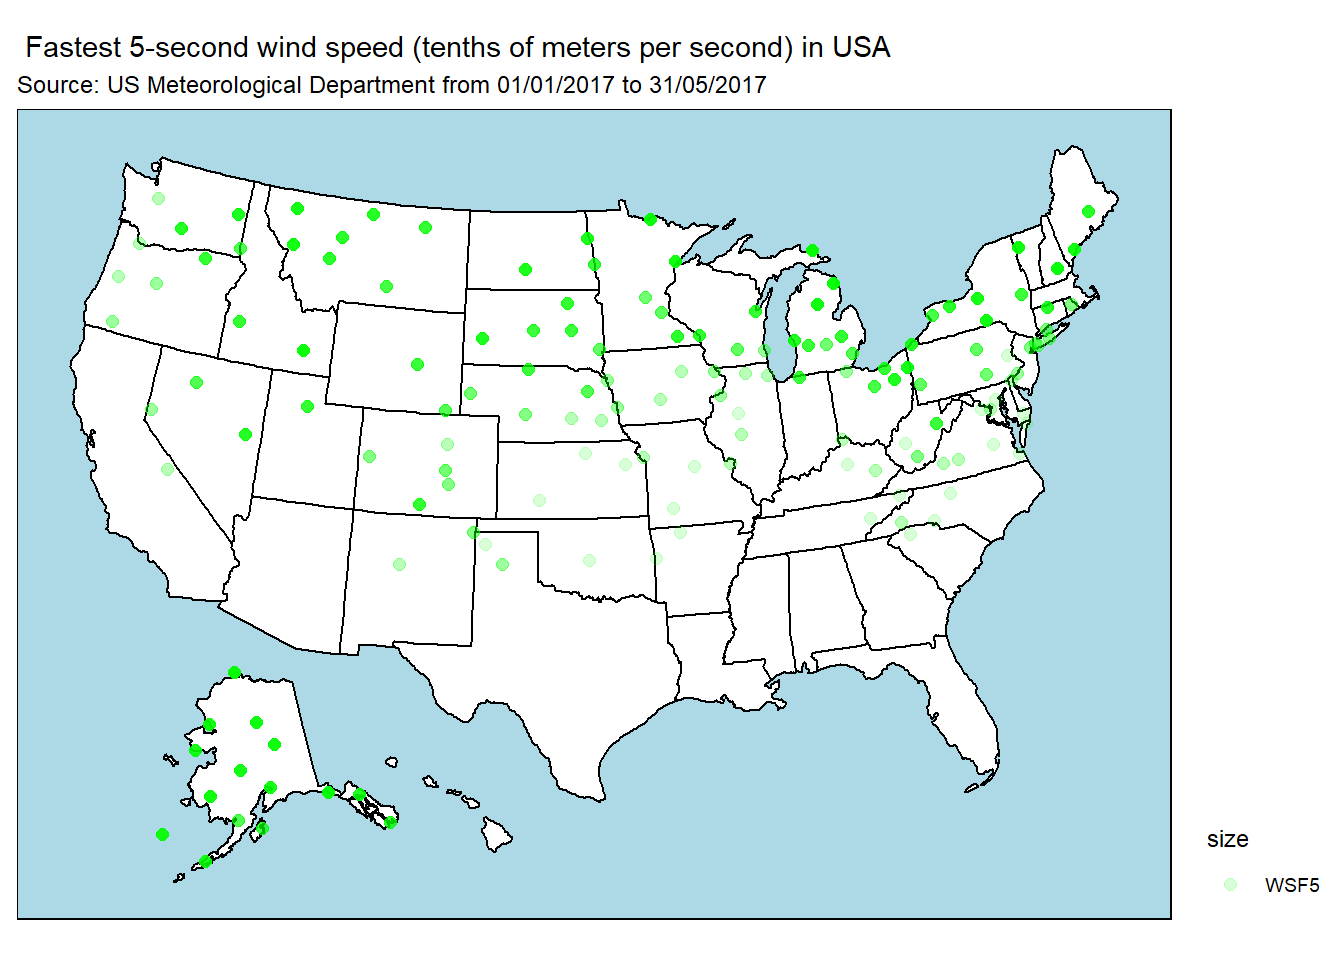 Fastest 5-second wind speed (tenths of meters per second) in USA
Source: US Meteorological Department from 01/01/2017 to 31/05/2017
size
WSF5